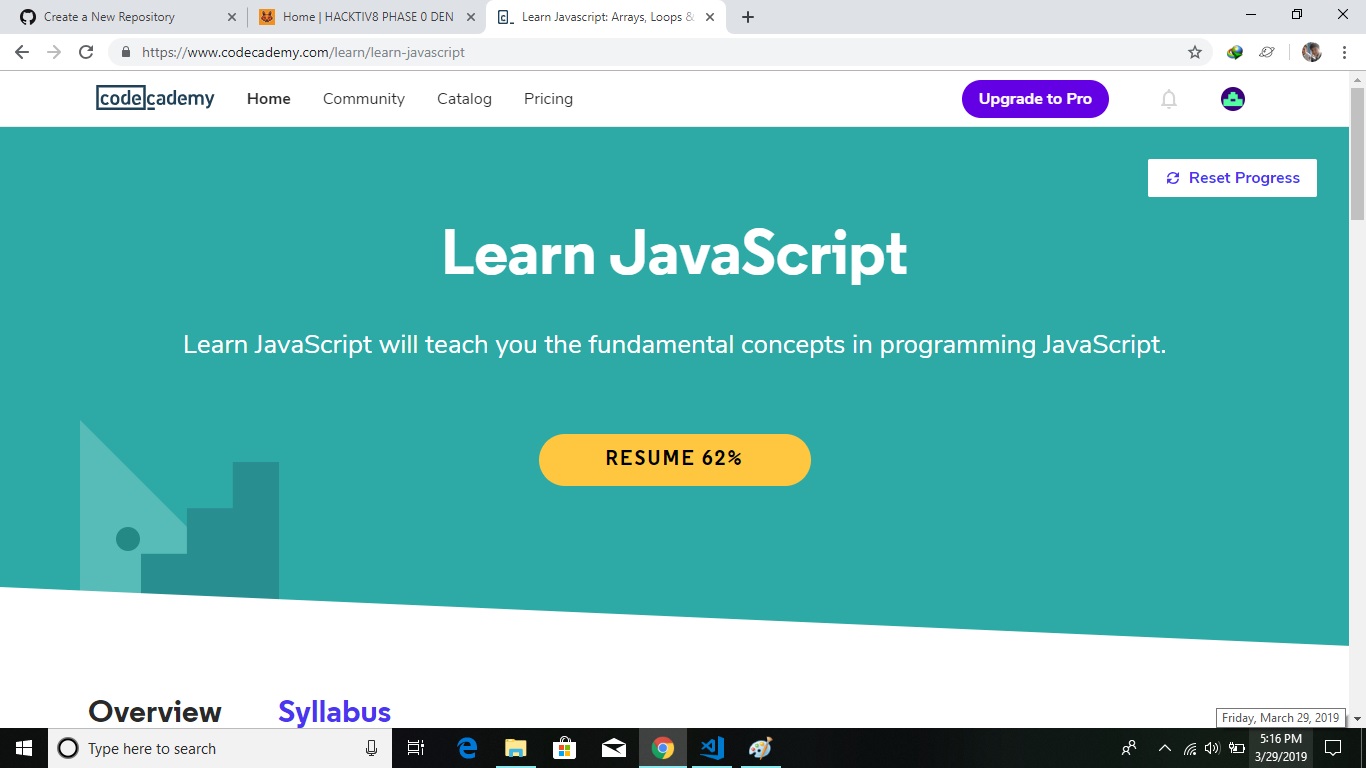 Create a New Repository
Home | HACKTIV8 PHASE 0 DEN
Learn Javascript: Arrays, Loops &
https://www.codecademy.com/learn/learn-javascript
codecademy
Home
Community
Catalog
Pricing
Upgrade to Pro
Reset Progress
Learn JavaScript
Learn JavaScript will teach you the fundamental concepts in programming JavaScript.
RESUME 62%
Overview
Syllabus
Friday, March 29, 2019
Type here to search
5:16 PM
3/29/2019